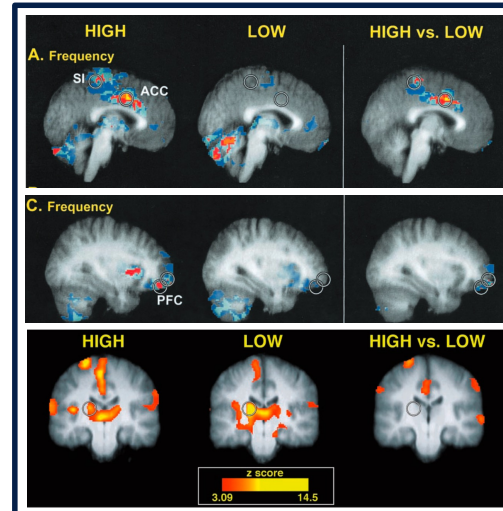 HIGH LOW HIGH vs. LOW
A. Frequency
SI
ACC
C. Frequency
PFC
HIGH LOW HIGH vs. LOW
z score
3.09 14.5